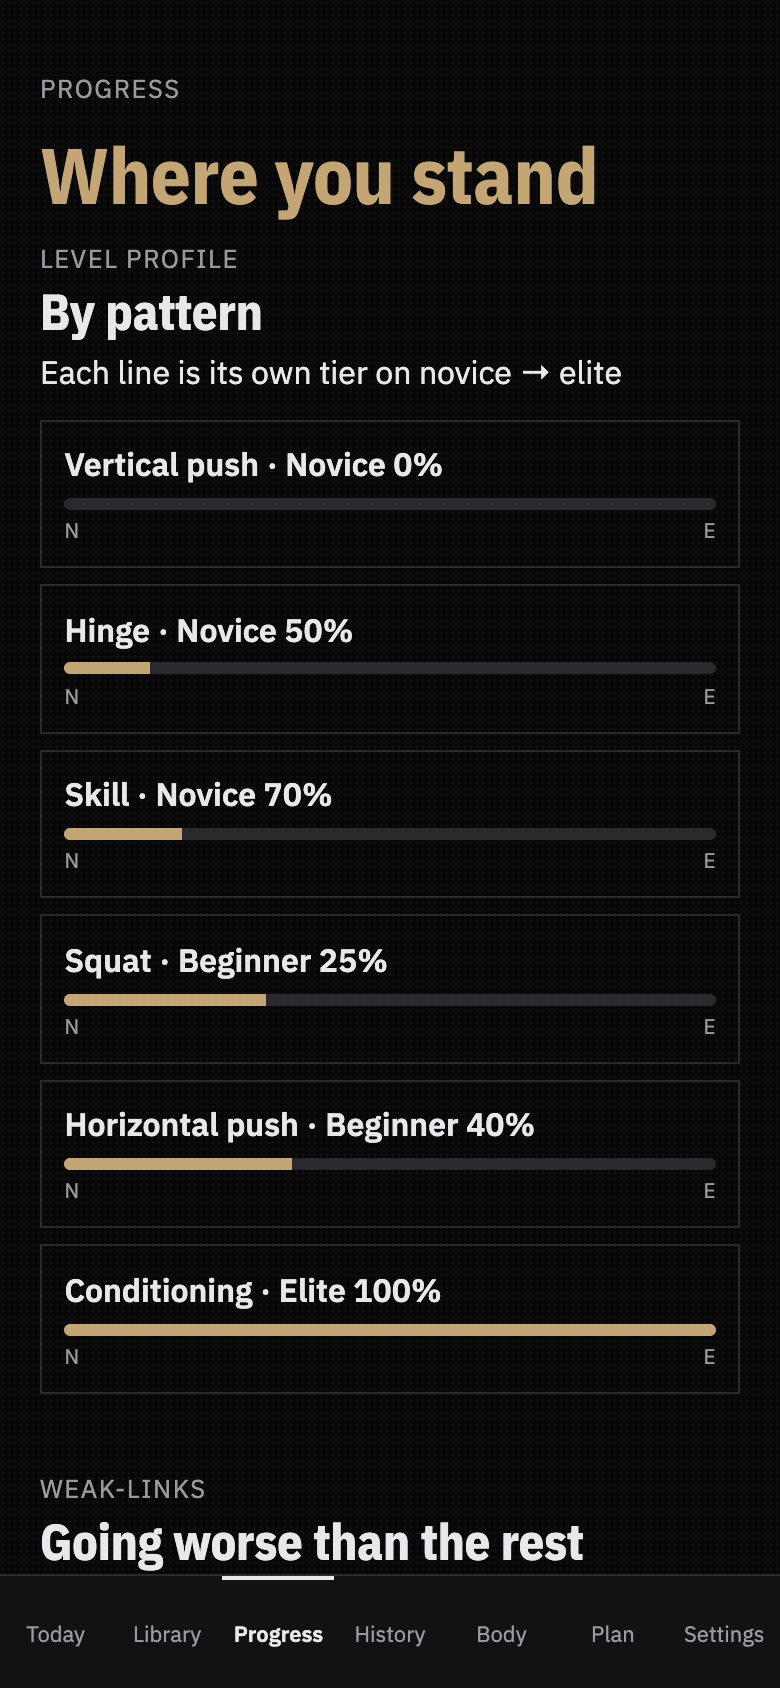 PROGRESS
Where you stand
LEVEL PROFILE
By pattern
Each line is its own tier on novice → elite
Vertical push · Novice 0%
N E
Hinge · Novice 50%
N E
Skill · Novice 70%
N E
Squat · Beginner 25%
N E
Horizontal push · Beginner 40%
N E
Conditioning · Elite 100%
N E
WEAK-LINKS
Going worse than the rest
Today Library Progress History Body Plan Settings